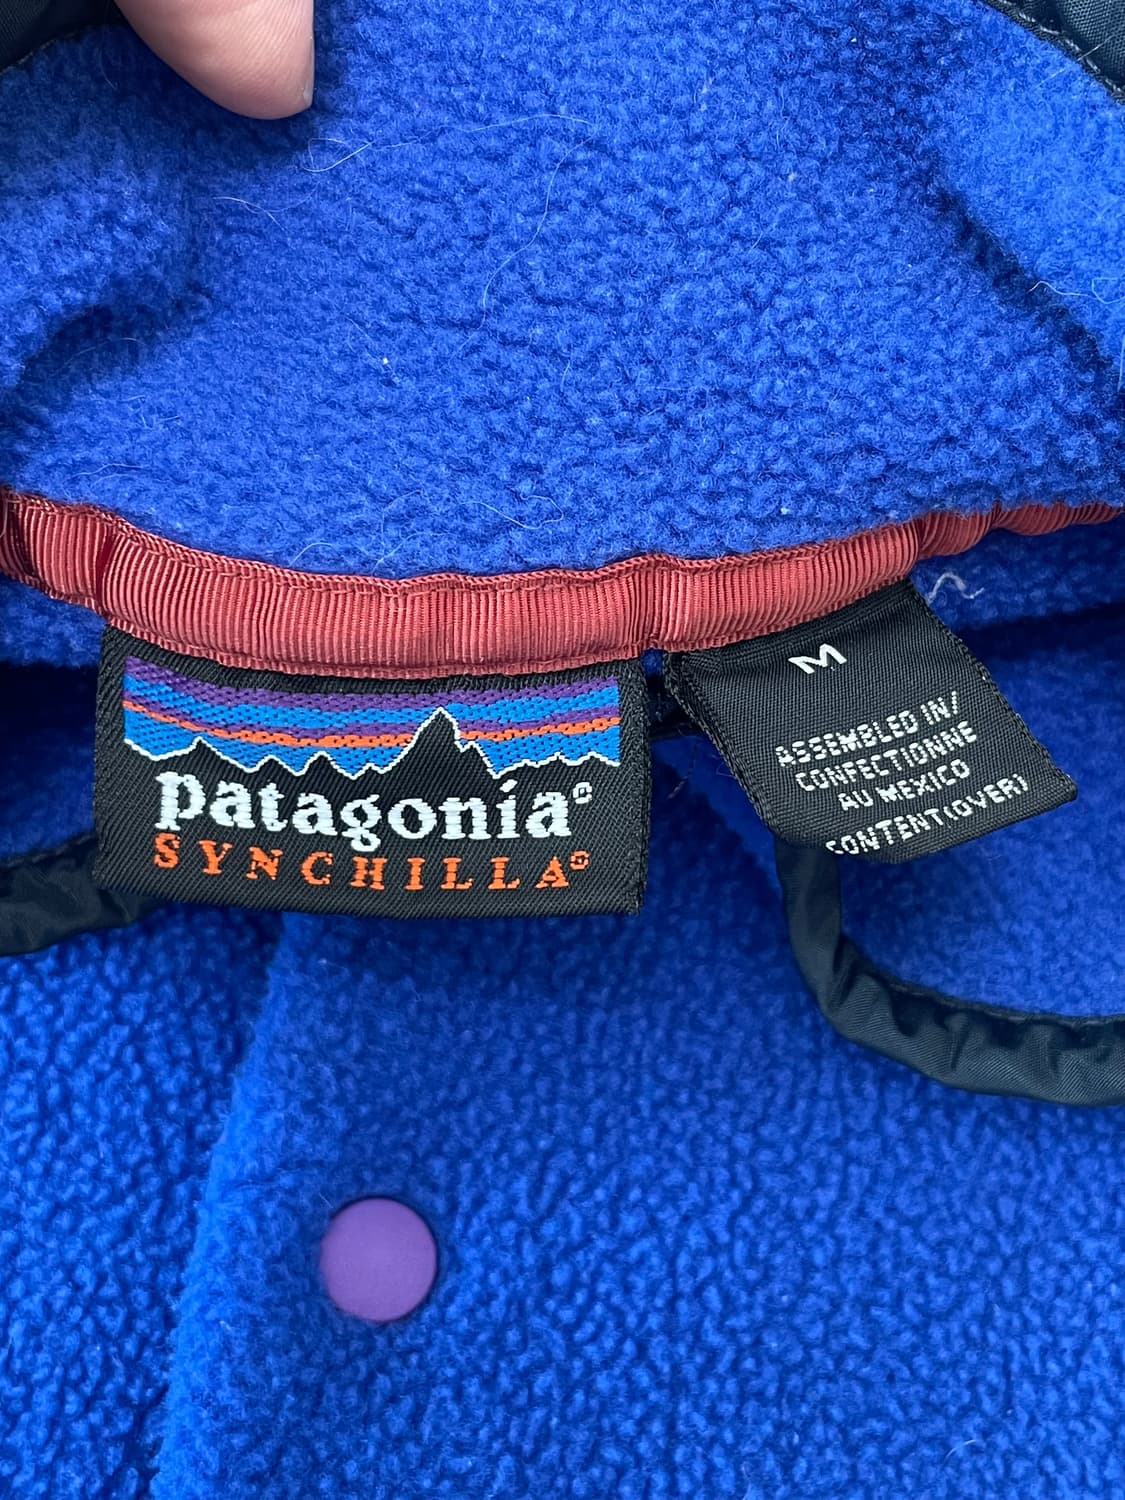 patagonia®
SYNCHILLA®
M
ASSEMBLED IN/
CONFECTIONNE
AU MEXICO
CONTENT(OVER)